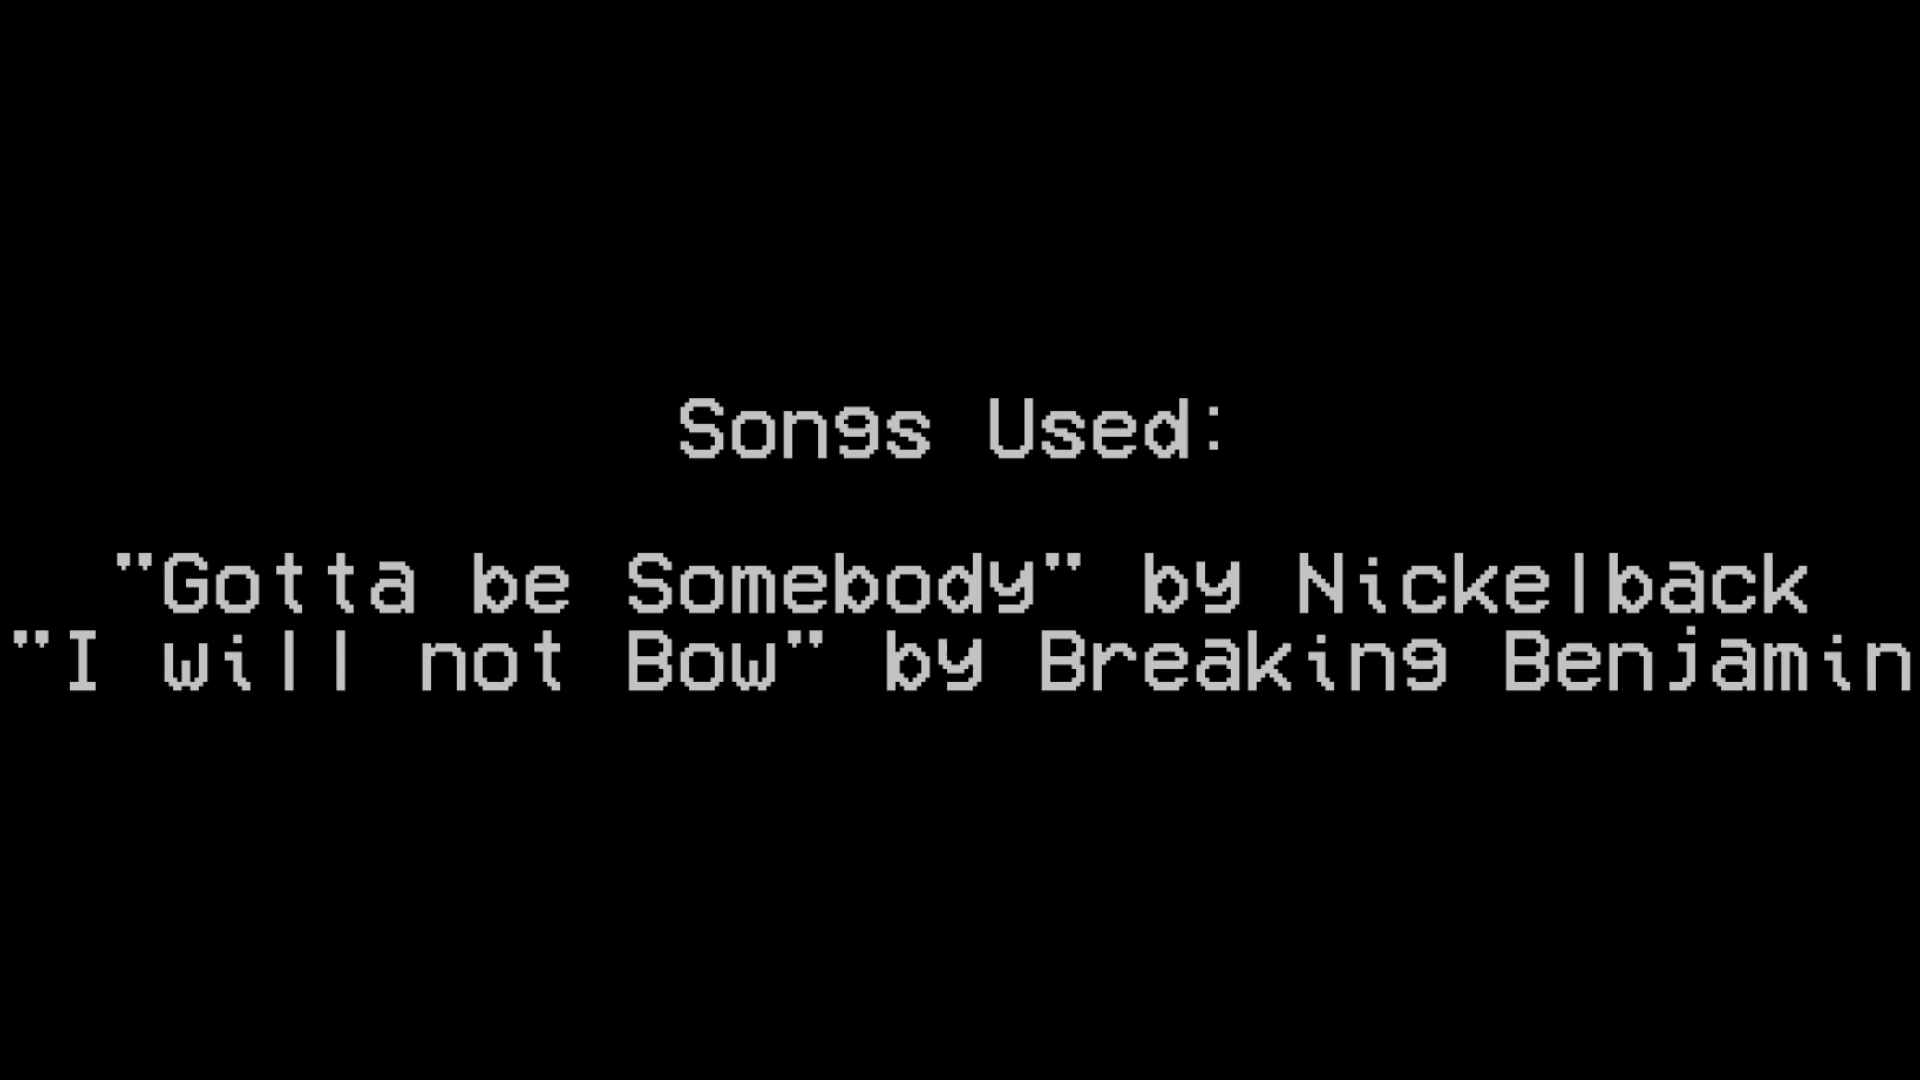 Songs Used:
"Gotta be Somebody" by Nickelback
"I will not Bow" by Breaking Benjamin